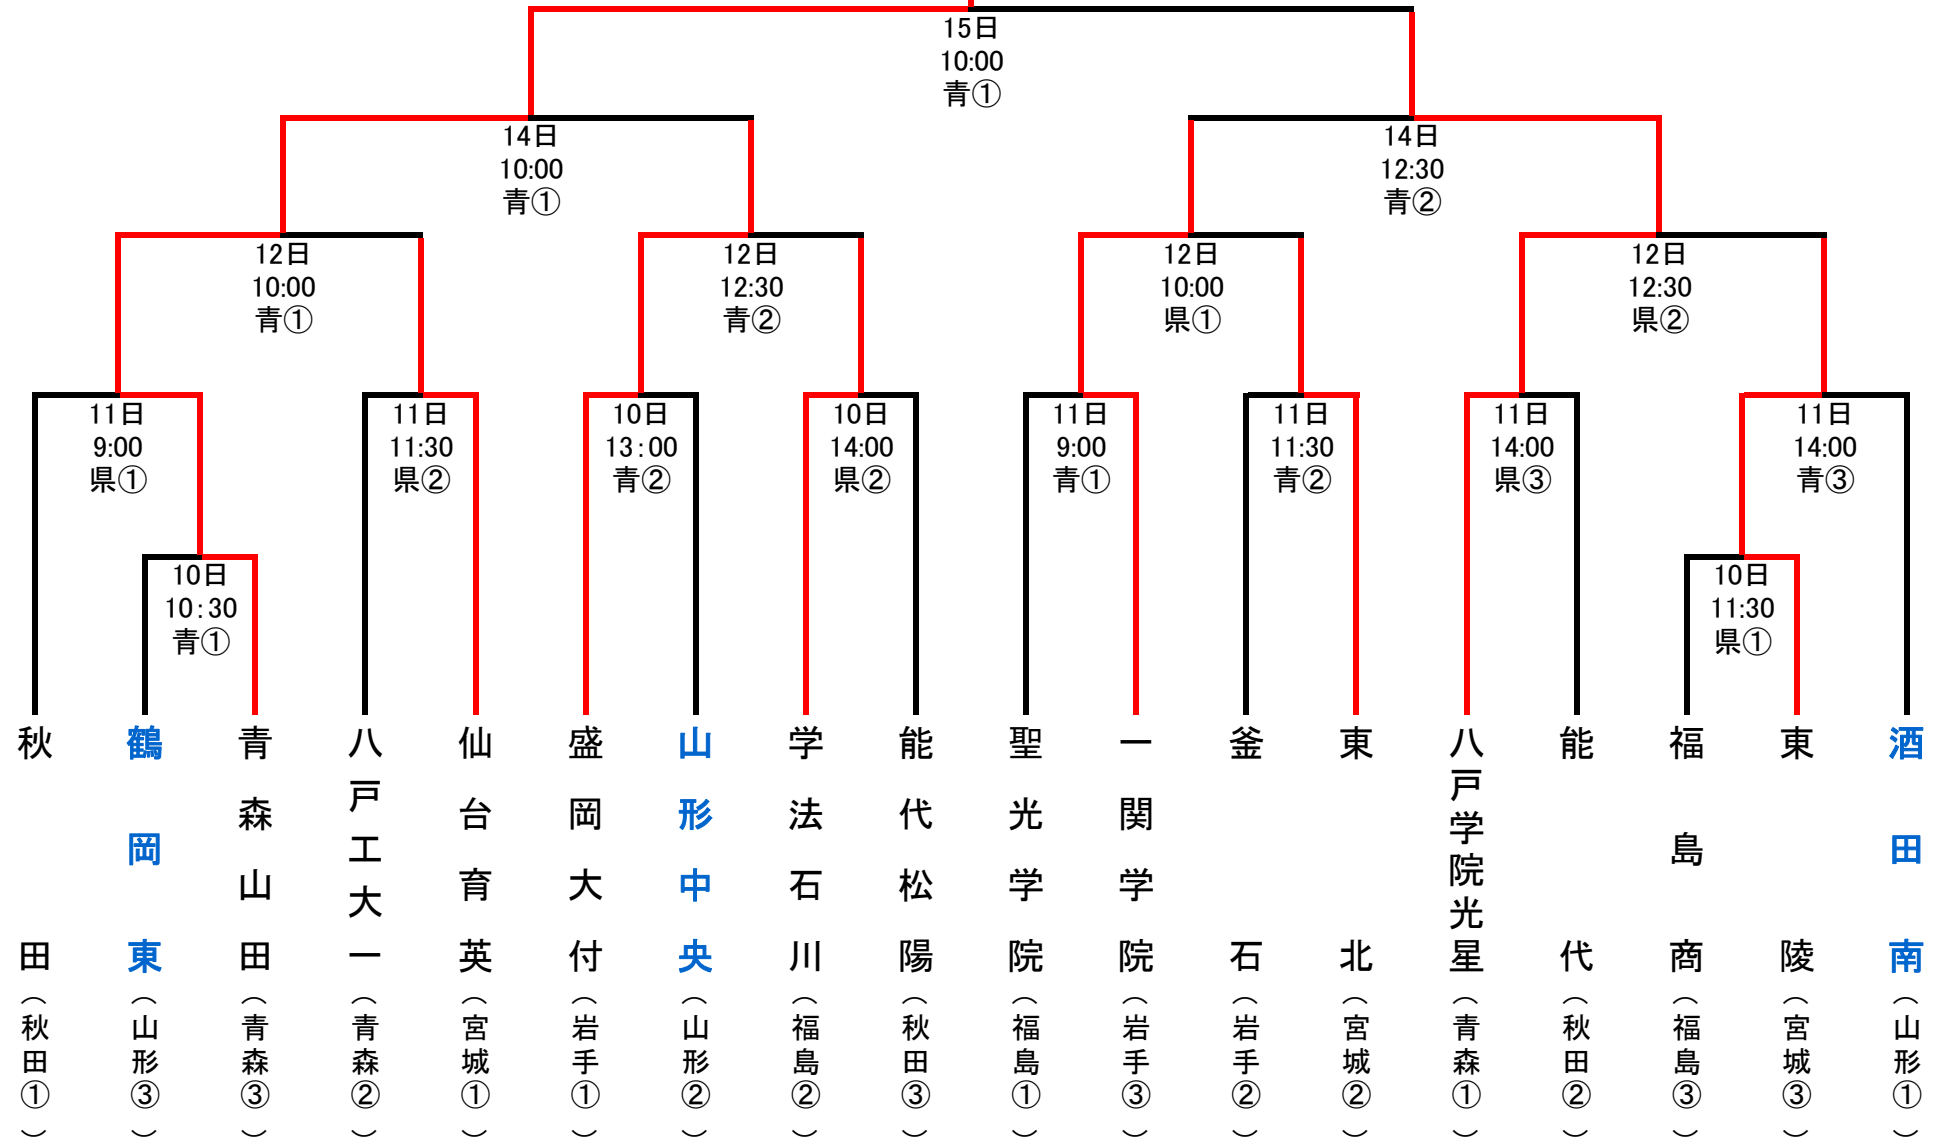 15日
10:00
青①
14日
10:00
青①
14日
12:30
青②
12日
10:00
青①
12日
12:30
青②
12日
10:00
県①
12日
12:30
県②
11日
9:00
県①
11日
11:30
県②
10日
13:00
青②
10日
14:00
県②
11日
9:00
青①
11日
11:30
青②
11日
14:00
県③
11日
14:00
青③
10日
10:30
青①
10日
11:30
県①
秋田(秋田①)
鶴岡東(山形③)
青森山田(青森③)
八戸工大一(青森②)
仙台育英(宮城①)
盛岡大付(岩手①)
山形中央(山形②)
学法石川(福島②)
能代松陽(秋田③)
聖光学院(福島①)
一関学院(岩手③)
釜石(岩手②)
東北(宮城②)
八戸学院光星(青森①)
能代(秋田②)
福島商(福島③)
東陵(宮城③)
酒田南(山形①)